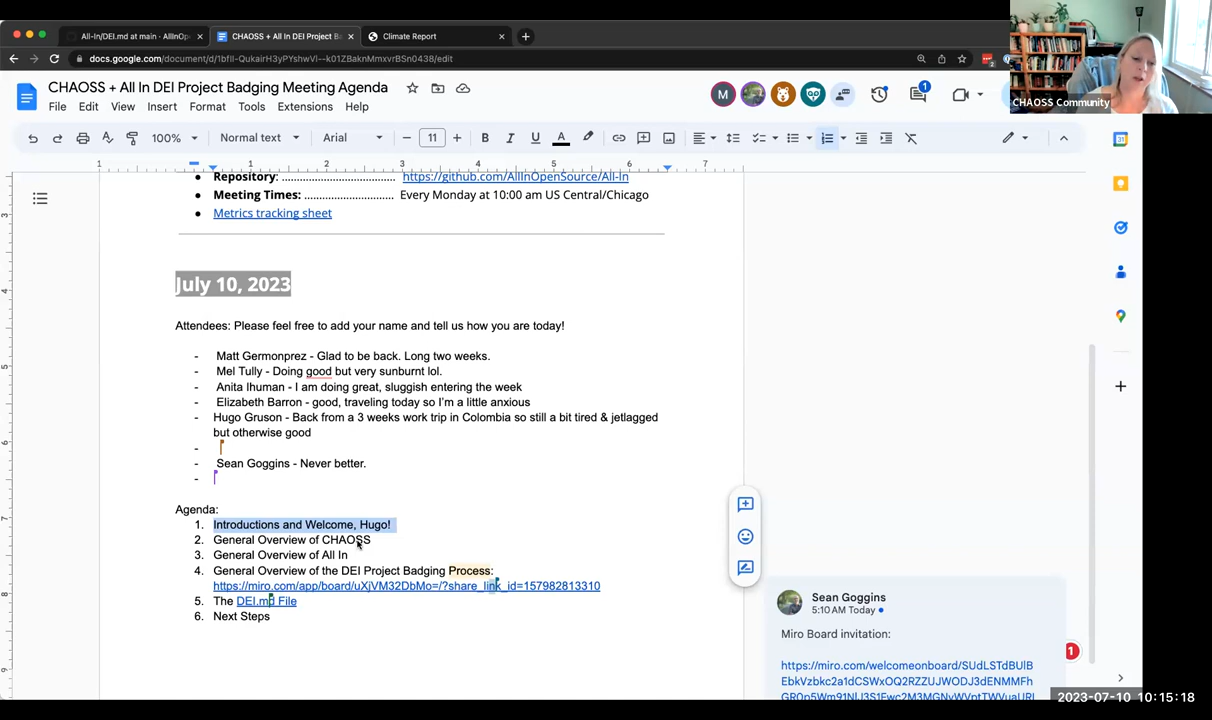 All-In/DEI.md at main · AllInOp
CHAOSS + All In DEI Project Ba
Climate Report
docs.google.com/document/d/1bfIl-QukairH3yPYshwVl--k01ZBaknMmxvrBSn0438/edit
CHAOSS + All In DEI Project Badging Meeting Agenda
File Edit View Insert Format Tools Extensions Help
M
1
CHAOSS Community
100% Normal text Arial 11
1 1 2 3 4 5 6 7
Repository: .................................... https://github.com/AllInOpenSource/All-In
Meeting Times: ............................ Every Monday at 10:00 am US Central/Chicago
Metrics tracking sheet
July 10, 2023
Attendees: Please feel free to add your name and tell us how you are today!
- Matt Germonprez - Glad to be back. Long two weeks.
- Mel Tully - Doing good but very sunburnt lol.
- Anita Ihuman - I am doing great, sluggish entering the week
- Elizabeth Barron - good, traveling today so I'm a little anxious
- Hugo Gruson - Back from a 3 weeks work trip in Colombia so still a bit tired & jetlagged
but otherwise good
-
- Sean Goggins - Never better.
-
Agenda:
1. Introductions and Welcome, Hugo!
2. General Overview of CHAOSS
3. General Overview of All In
4. General Overview of the DEI Project Badging Process:
https://miro.com/app/board/uXjVM32DbMo=/?share_link_id=157982813310
5. The DEI.md File
6. Next Steps
Sean Goggins
5:10 AM Today
Miro Board invitation:
https://miro.com/welcomeonboard/SUdLSTdBUlB
EbkVzbkc2a1dCSWxOQ2RZZUJWODJ3dENMMFh
1
2023-07-10 10:15:18